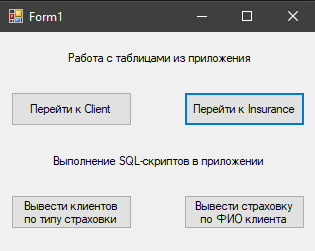 Form1
Работа с таблицами из приложения
Перейти к Client
Перейти к Insurance
Выполнение SQL-скриптов в приложении
Вывести клиентов
по типу страховки
Вывести страховку
по ФИО клиента